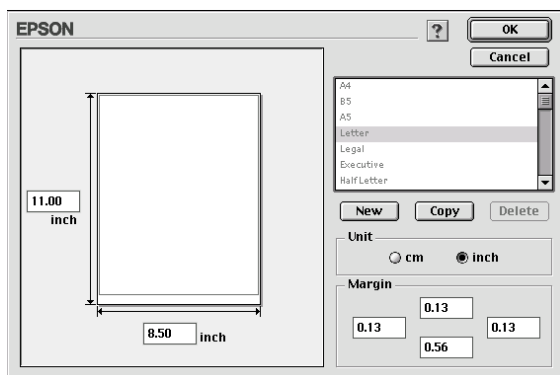 EPSON
?
OK
Cancel
A4
B5
A5
Letter
Legal
Executive
HalfLetter
11.00
inch
8.50 inch
New Copy Delete
Unit
cm inch
Margin
0.13
0.13 0.13
0.56